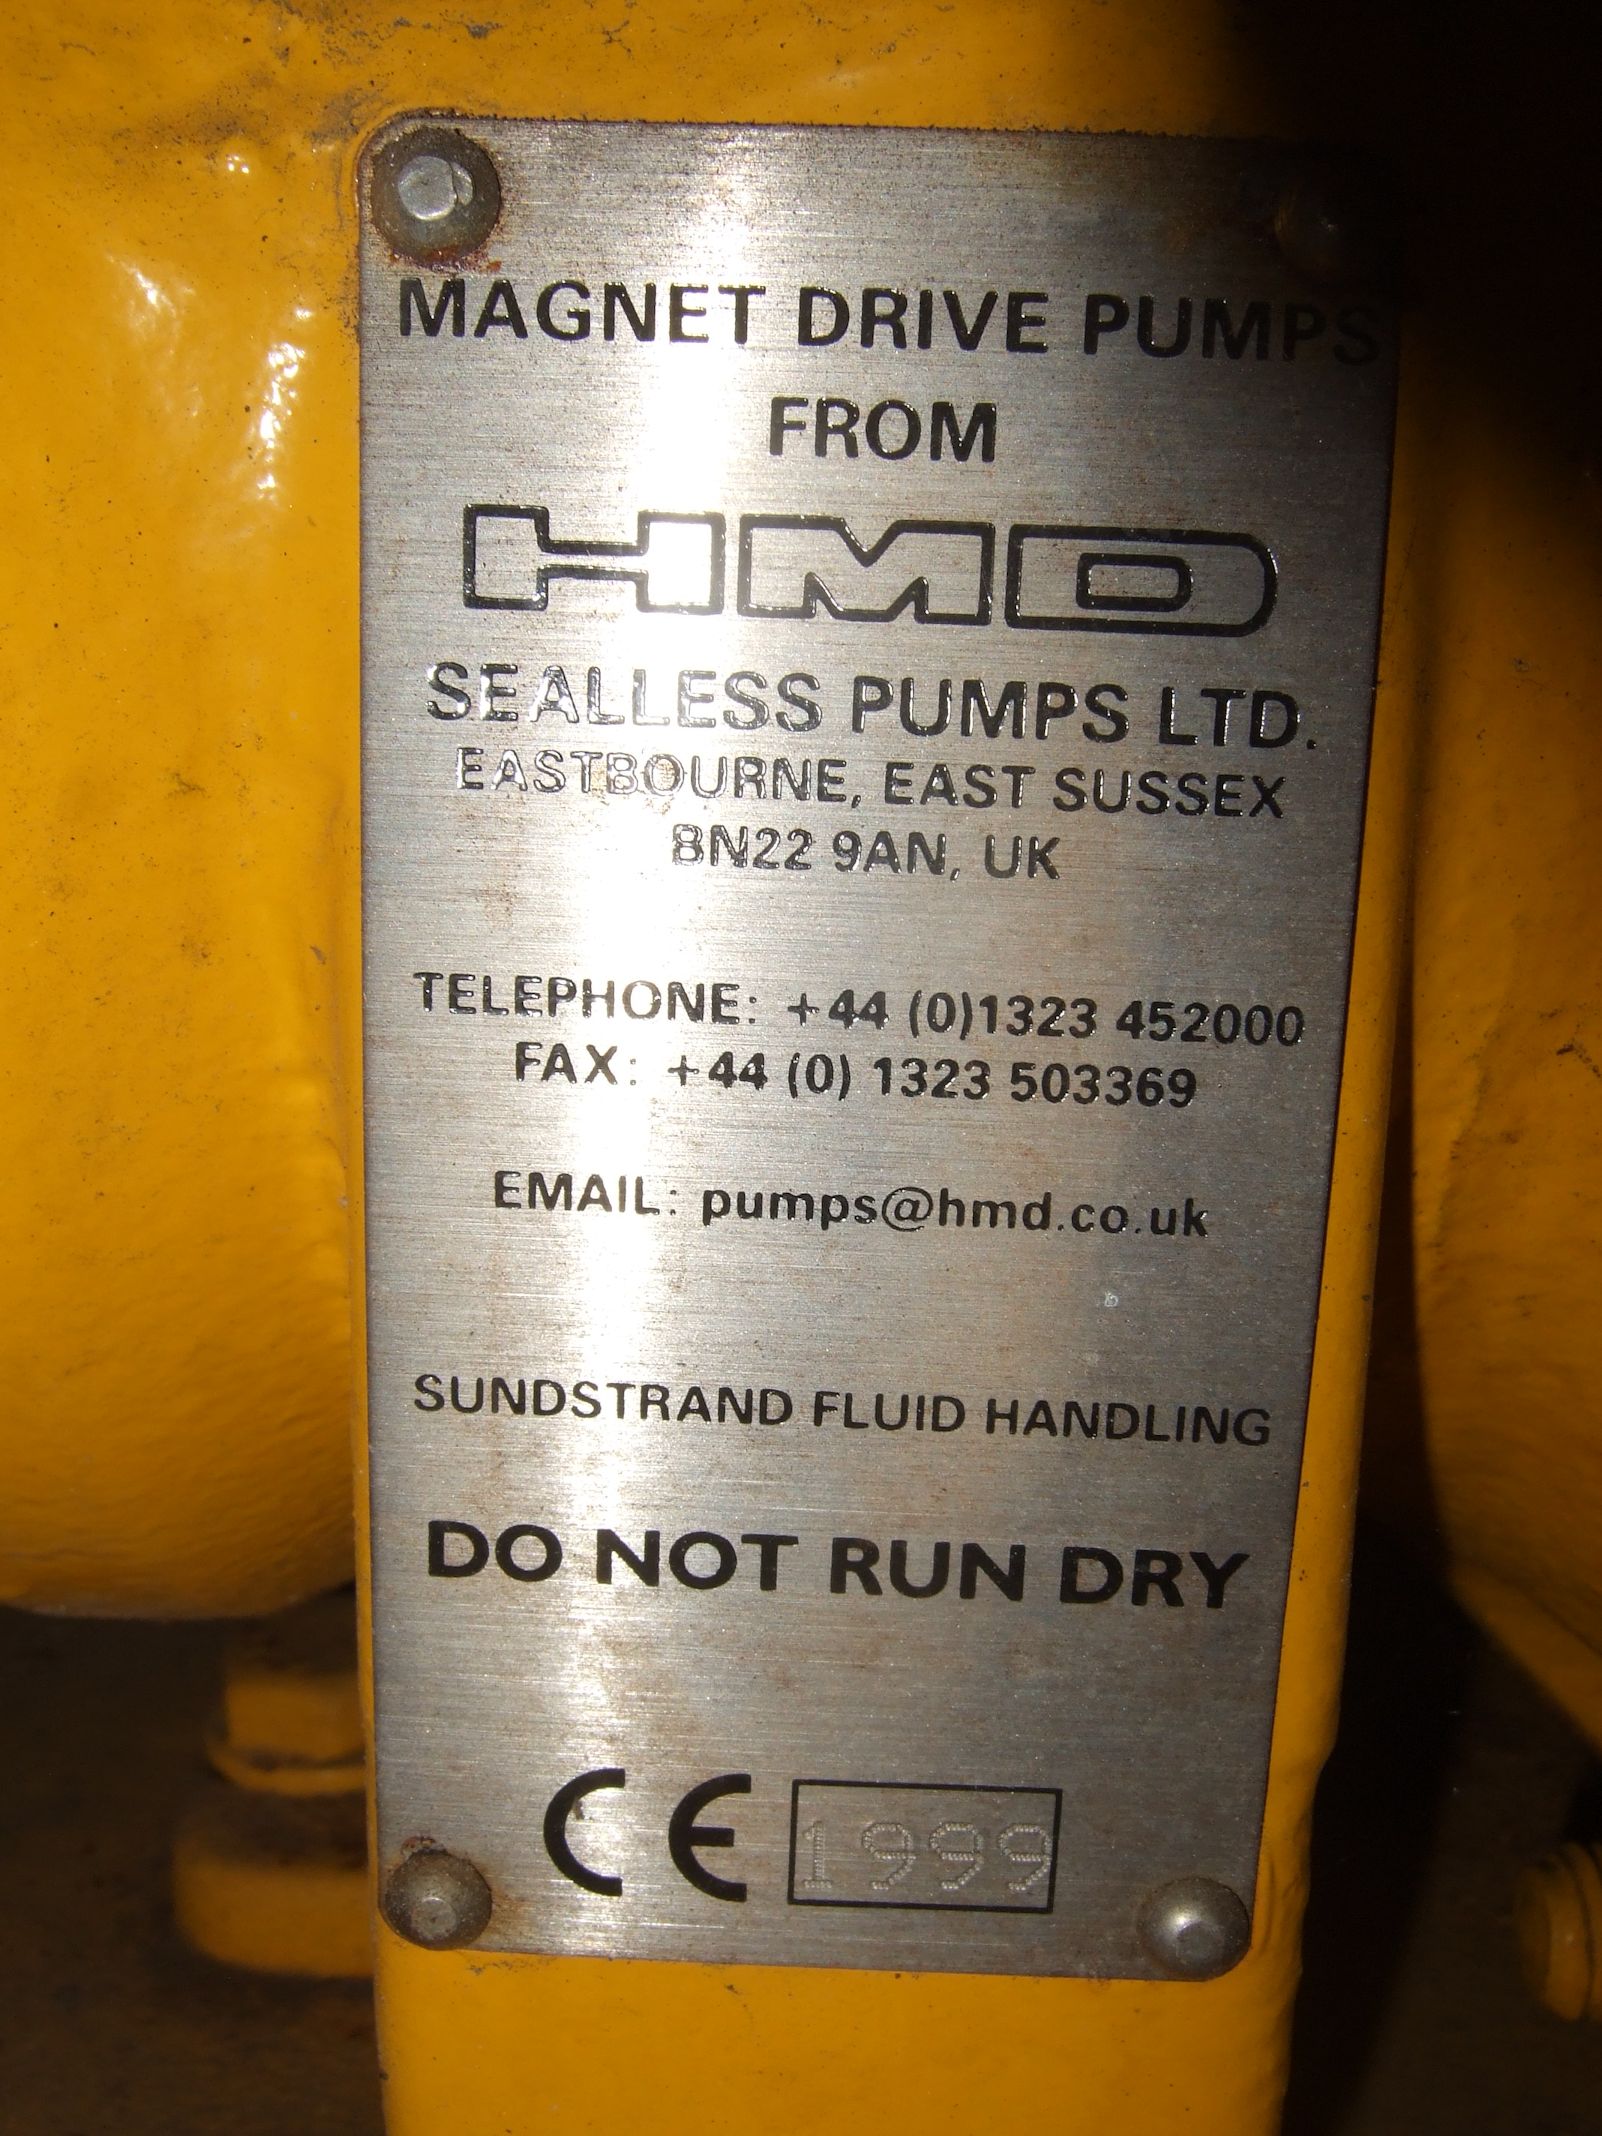 MAGNET DRIVE PUMPS
FROM
HMD
SEALLESS PUMPS LTD.
EASTBOURNE, EAST SUSSEX
BN22 9AN, UK
TELEPHONE: +44 (0)1323 452000
FAX: +44 (0) 1323 503369
EMAIL: pumps@hmd.co.uk
SUNDSTRAND FLUID HANDLING
DO NOT RUN DRY
CE 1999